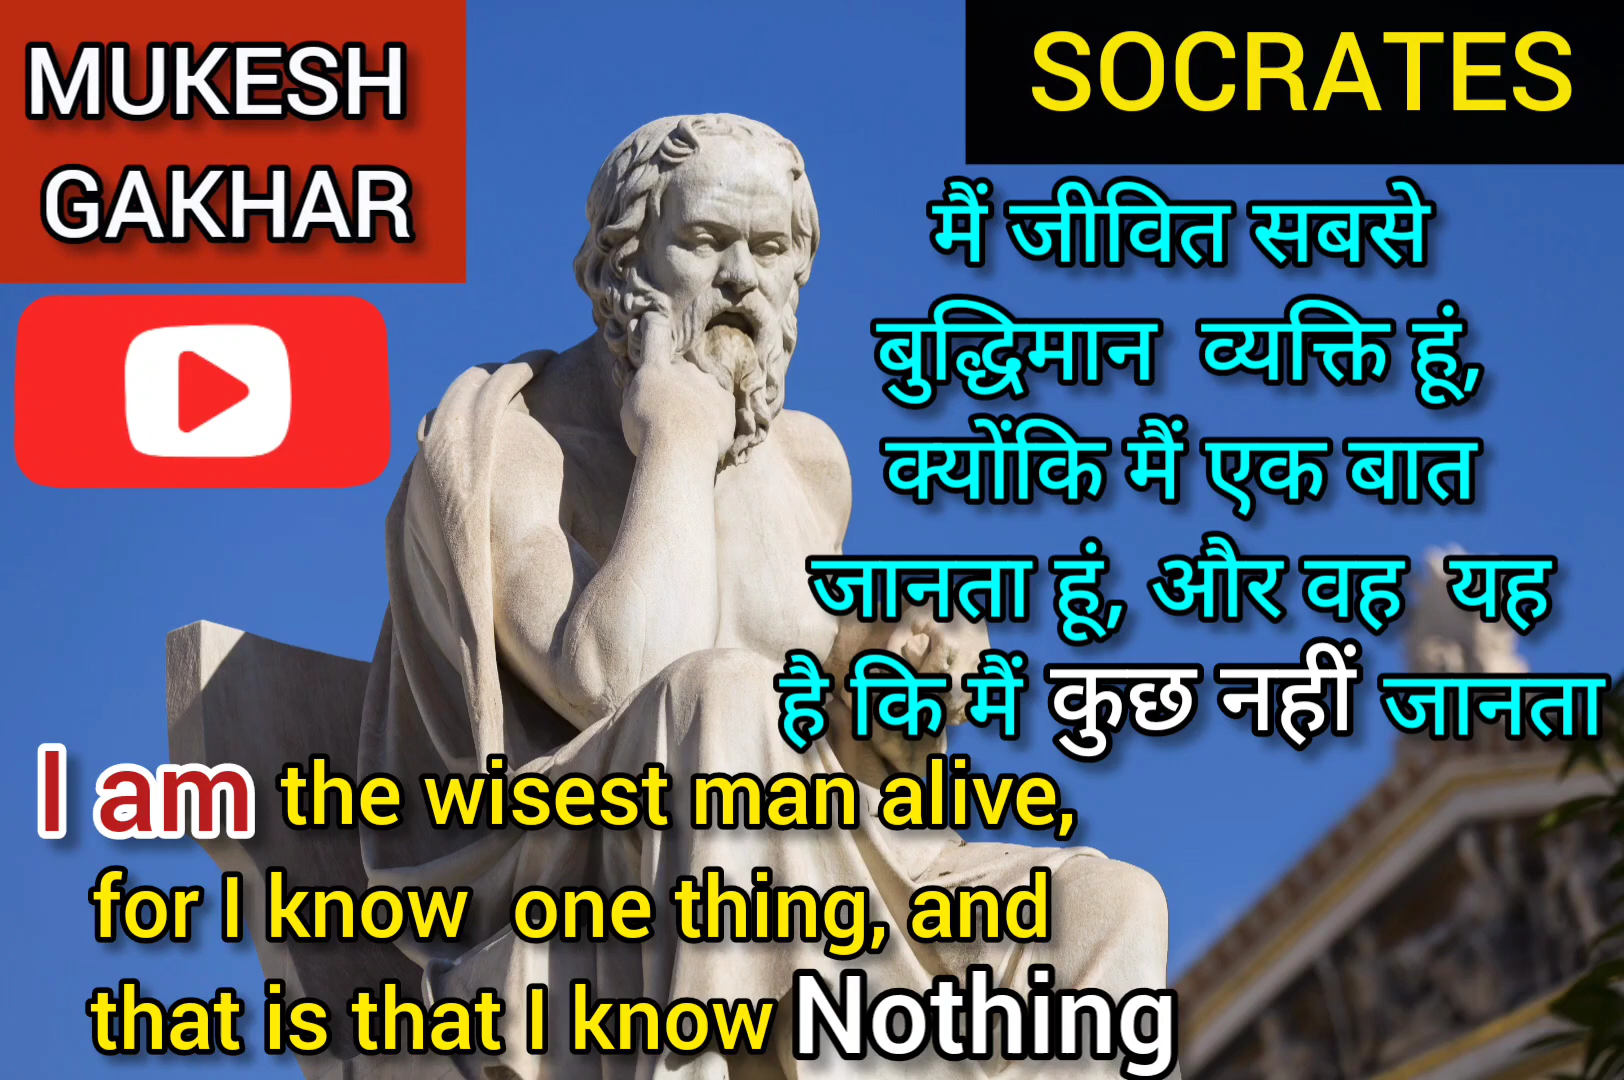 MUKESH
GAKHAR
SOCRATES
मैं जीवित सबसे
बुद्धिमान व्यक्ति हूं,
क्योंकि मैं एक बात
जानता हूं, और वह यह
है कि मैं कुछ नहीं जानता
I am the wisest man alive,
for I know one thing, and
that is that I know Nothing